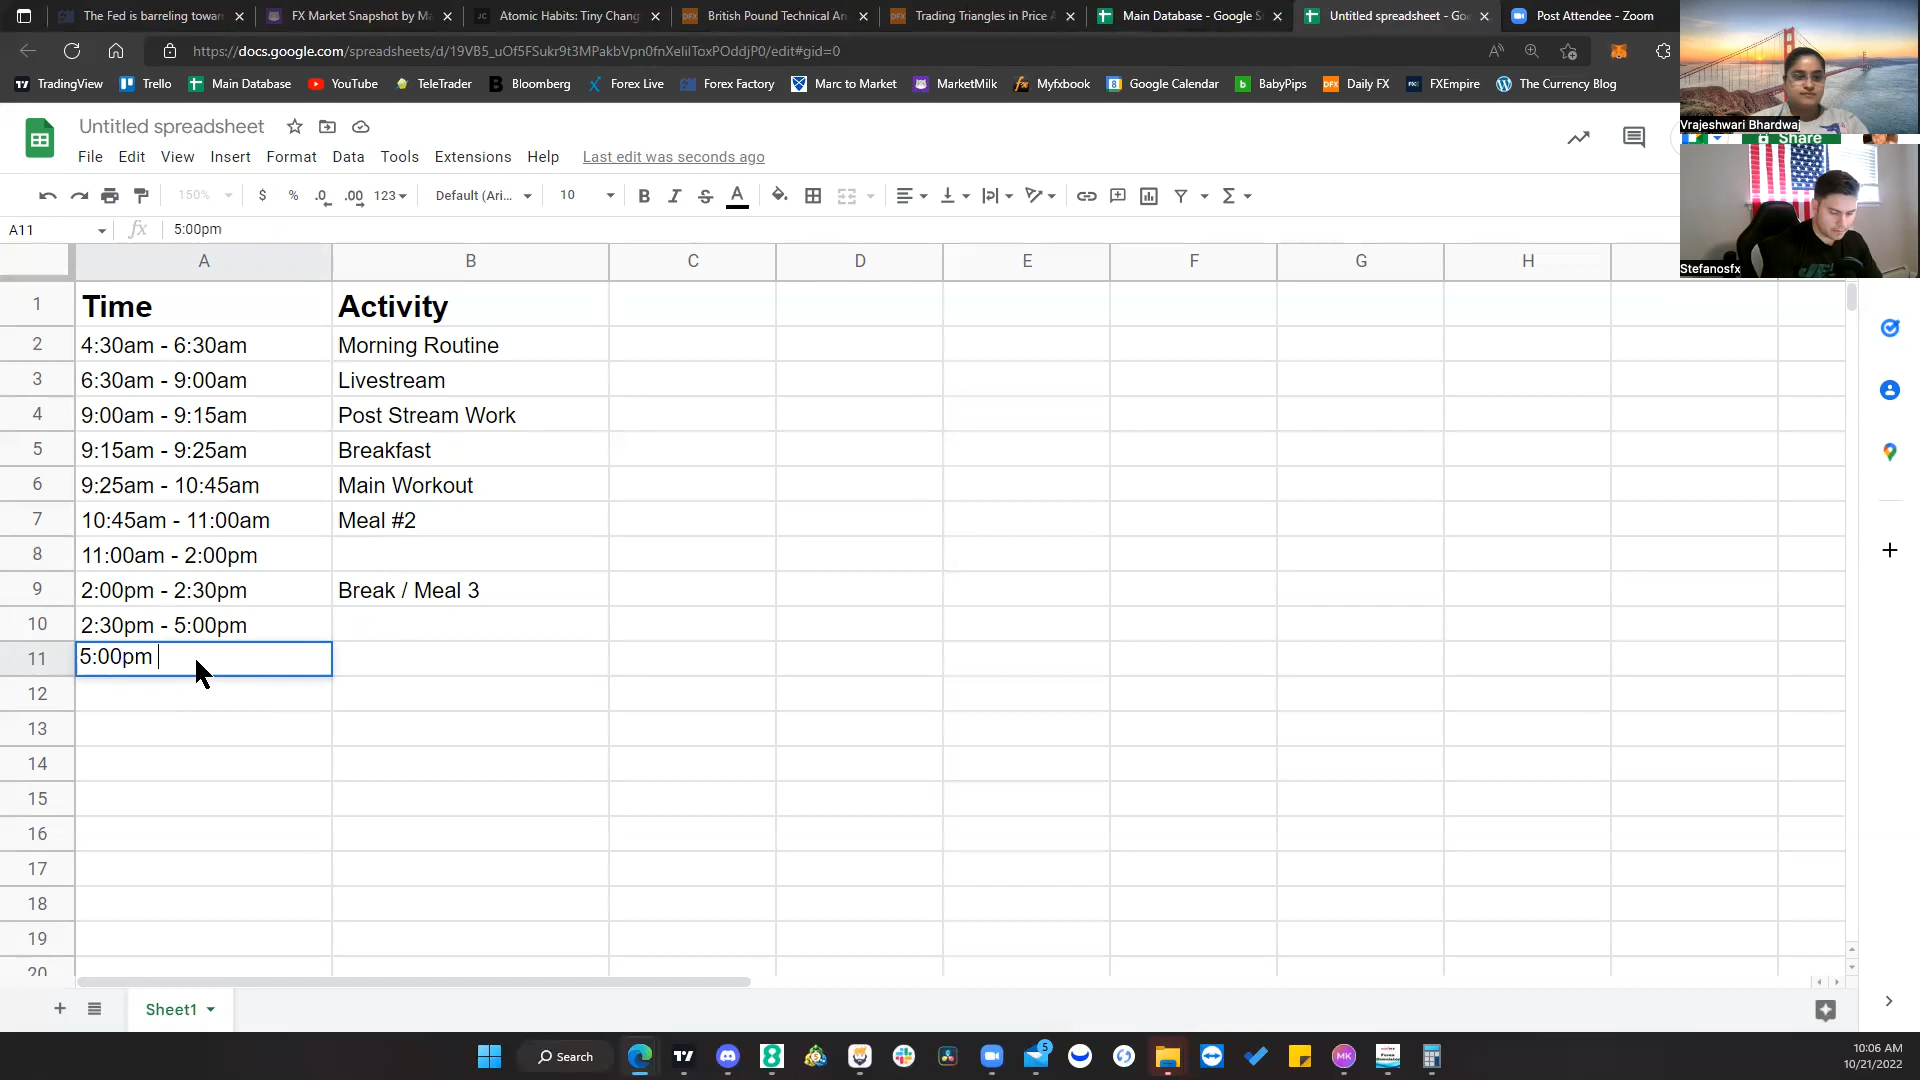 The Fed is barreling towar
FX Market Snapshot by Ma
Atomic Habits: Tiny Chang
British Pound Technical An
Trading Triangles in Price A
Main Database - Google S
Untitled spreadsheet - Goo
Post Attendee - Zoom
https://docs.google.com/spreadsheets/d/19VB5_uOf5FSukr9t3MPakbVpn0fnXeliIToxPOddjP0/edit#gid=0
TradingView Trello Main Database YouTube TeleTrader Bloomberg Forex Live Forex Factory Marc to Market MarketMilk Myfxbook Google Calendar BabyPips Daily FX FXEmpire The Currency Blog
Vrajeshwari Bhardwaj
Share
Stefanosfx
Untitled spreadsheet
File Edit View Insert Format Data Tools Extensions Help Last edit was seconds ago
150% $ % .0 .00 123 Default (Ari... 10 B I S A
A11 fx 5:00pm
A B C D E F G H
1 Time Activity
2 4:30am - 6:30am Morning Routine
3 6:30am - 9:00am Livestream
4 9:00am - 9:15am Post Stream Work
5 9:15am - 9:25am Breakfast
6 9:25am - 10:45am Main Workout
7 10:45am - 11:00am Meal #2
8 11:00am - 2:00pm
9 2:00pm - 2:30pm Break / Meal 3
10 2:30pm - 5:00pm
11 5:00pm
12
13
14
15
16
17
18
19
20
Sheet1
Search
5
10:06 AM
10/21/2022